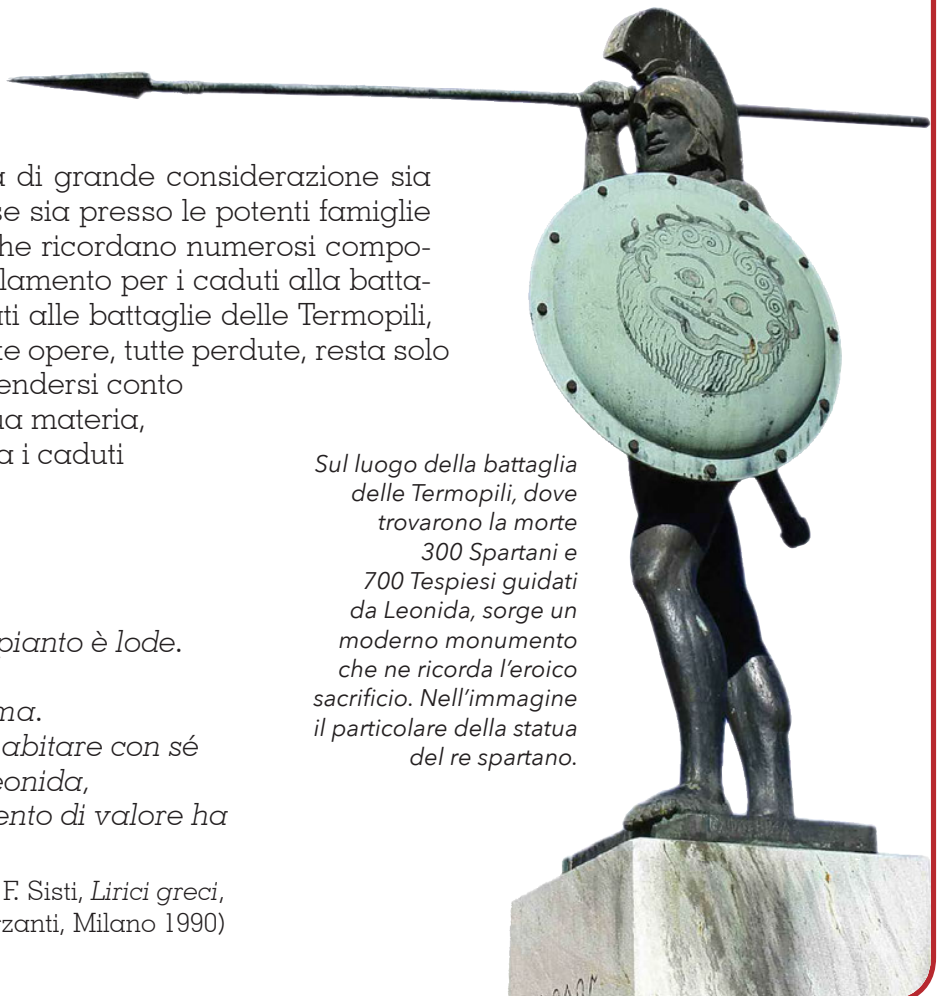 a di grande considerazione sia
se sia presso le potenti famiglie
che ricordano numerosi compo-
lamento per i caduti alla batta-
ati alle battaglie delle Termopili,
te opere, tutte perdute, resta solo
endersi conto
ua materia,
a i caduti
pianto è lode.
ma.
abitare con sé
eonida,
ento di valore ha
F. Sisti, Lirici greci,
rzanti, Milano 1990)
Sul luogo della battaglia
delle Termopili, dove
trovarono la morte
300 Spartani e
700 Tespiesi guidati
da Leonida, sorge un
moderno monumento
che ne ricorda l’eroico
sacrificio. Nell’immagine
il particolare della statua
del re spartano.